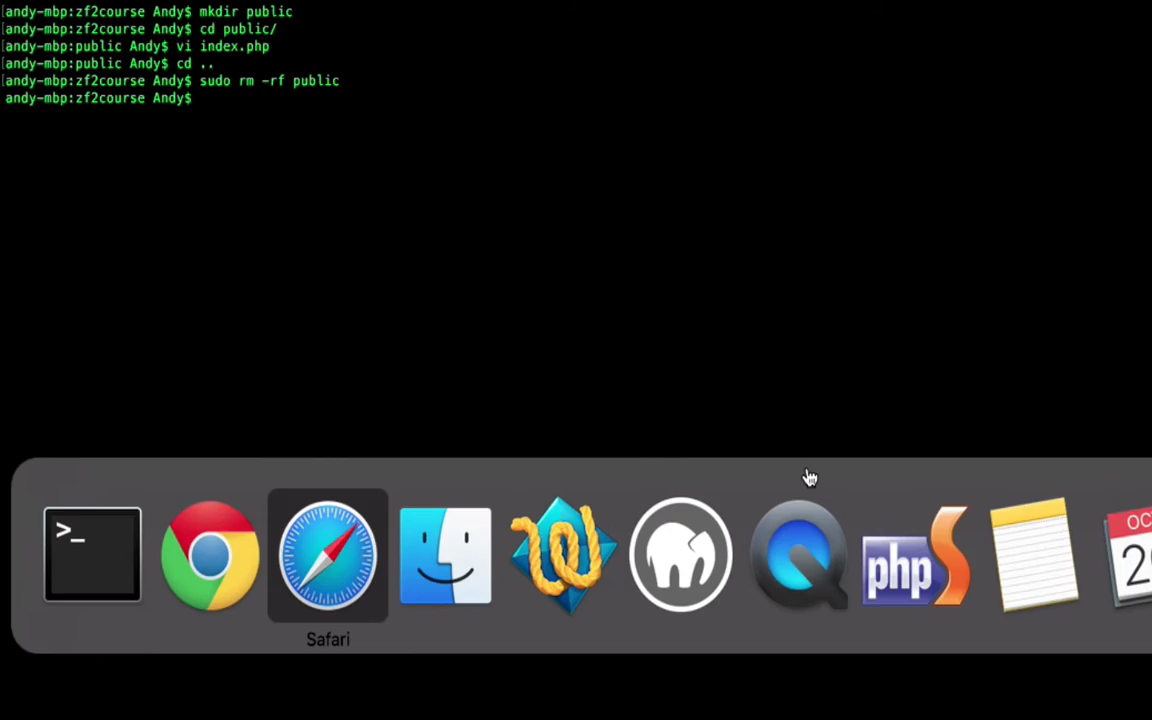 [andy-mbp:zf2course Andy$ mkdir public
[andy-mbp:zf2course Andy$ cd public/
[andy-mbp:public Andy$ vi index.php
[andy-mbp:public Andy$ cd ..
[andy-mbp:zf2course Andy$ sudo rm -rf public
andy-mbp:zf2course Andy$
>_
php
OC
20
Safari